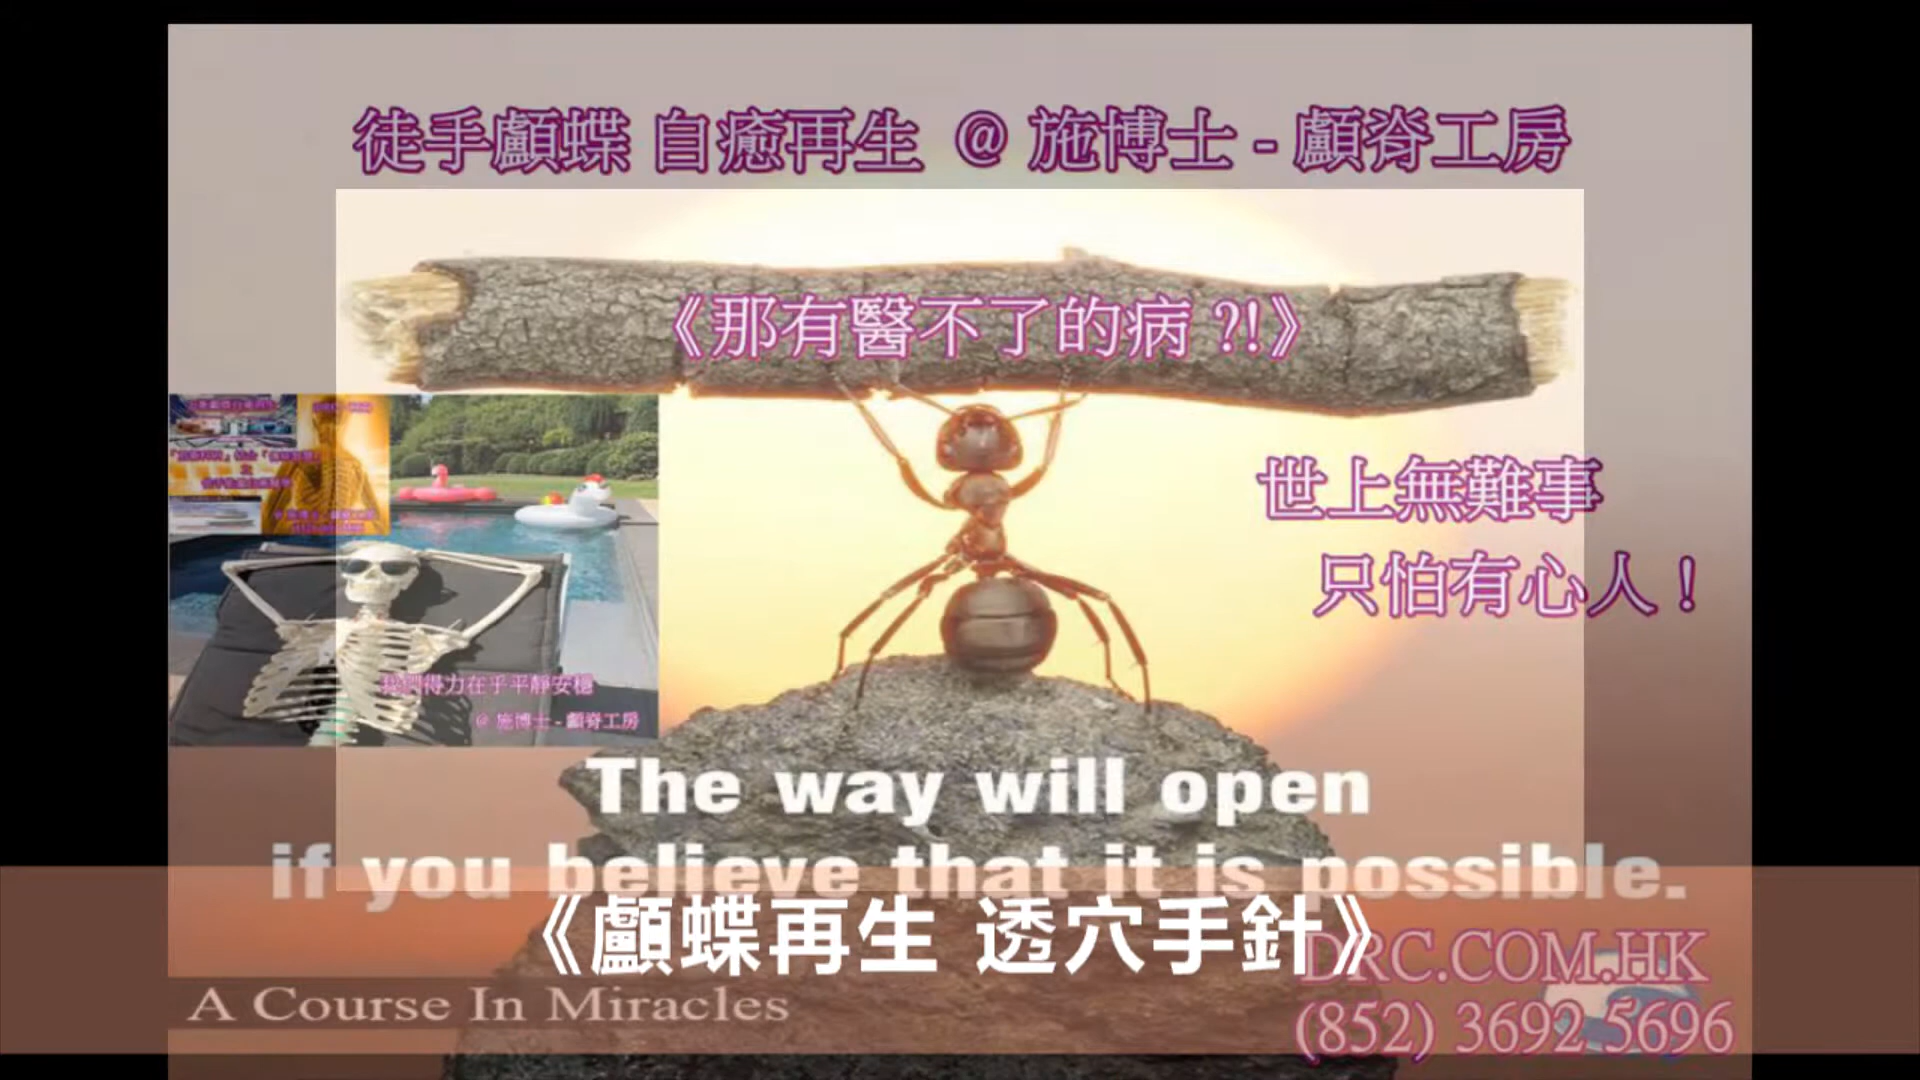 徒手顱蝶 自癒再生 @ 施博士 - 顱脊工房
《那有醫不了的病 ?!》
世上無難事
只怕有心人！
我們得力在乎平靜安穩
@ 施博士 - 顱脊工房
The way will open
if you believe that it is possible.
《顱蝶再生 透穴手針》
DRC.COM.HK
A Course In Miracles
(852) 3692 5696